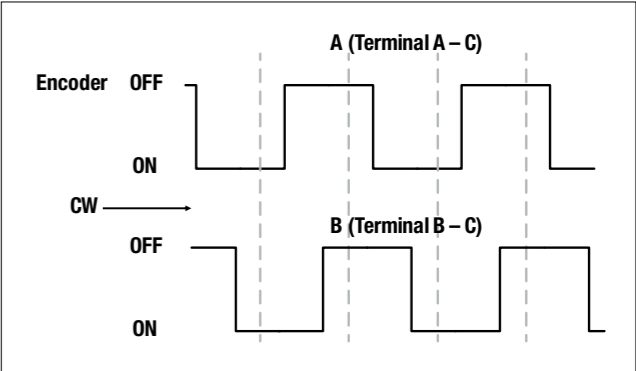 A (Terminal A – C)
Encoder OFF
ON
CW
B (Terminal B – C)
OFF
ON